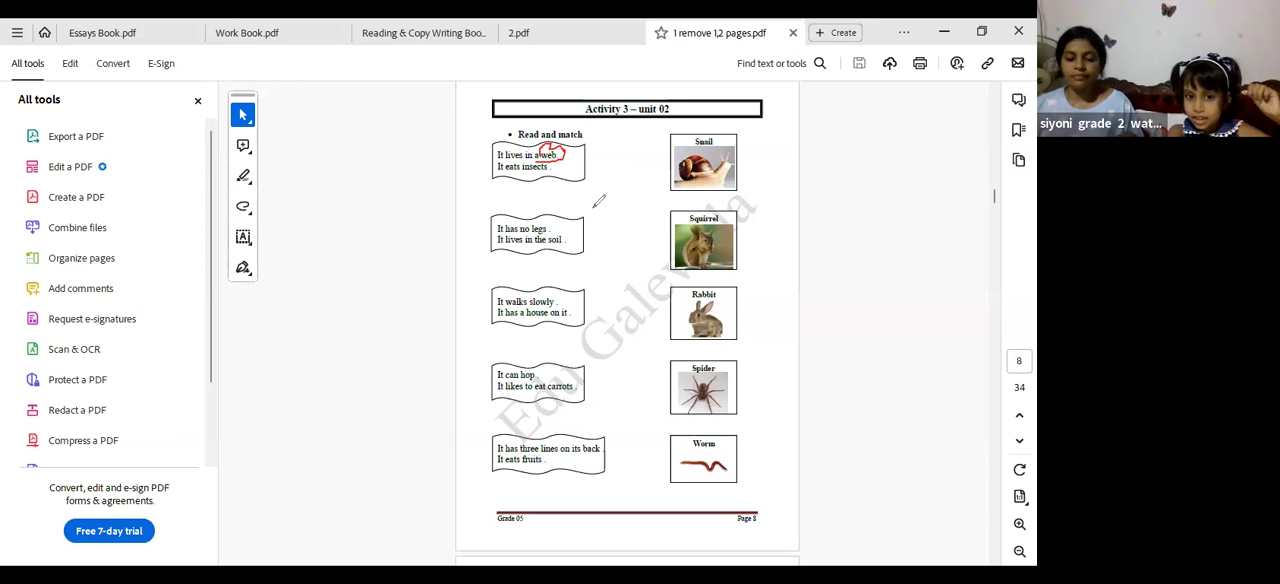 Essays Book.pdf
Work Book.pdf
Reading & Copy Writing Boo...
2.pdf
1 remove 1,2 pages.pdf
+ Create
All tools
Edit
Convert
E-Sign
Find text or tools
All tools
Export a PDF
Edit a PDF
Create a PDF
Combine files
Organize pages
Add comments
Request e-signatures
Scan & OCR
Protect a PDF
Redact a PDF
Compress a PDF
Convert, edit and e-sign PDF
forms & agreements.
Free 7-day trial
Activity 3 – unit 02
• Read and match
It lives in a web.
It eats insects .
Snail
It has no legs .
It lives in the soil .
Squirrel
It walks slowly .
It has a house on it .
Rabbit
It can hop
It likes to eat carrots .
Spider
It has three lines on its back .
It eats fruits .
Worm
Edu Galewela
Grade 05
Page 8
8
34
siyoni grade 2 wat...